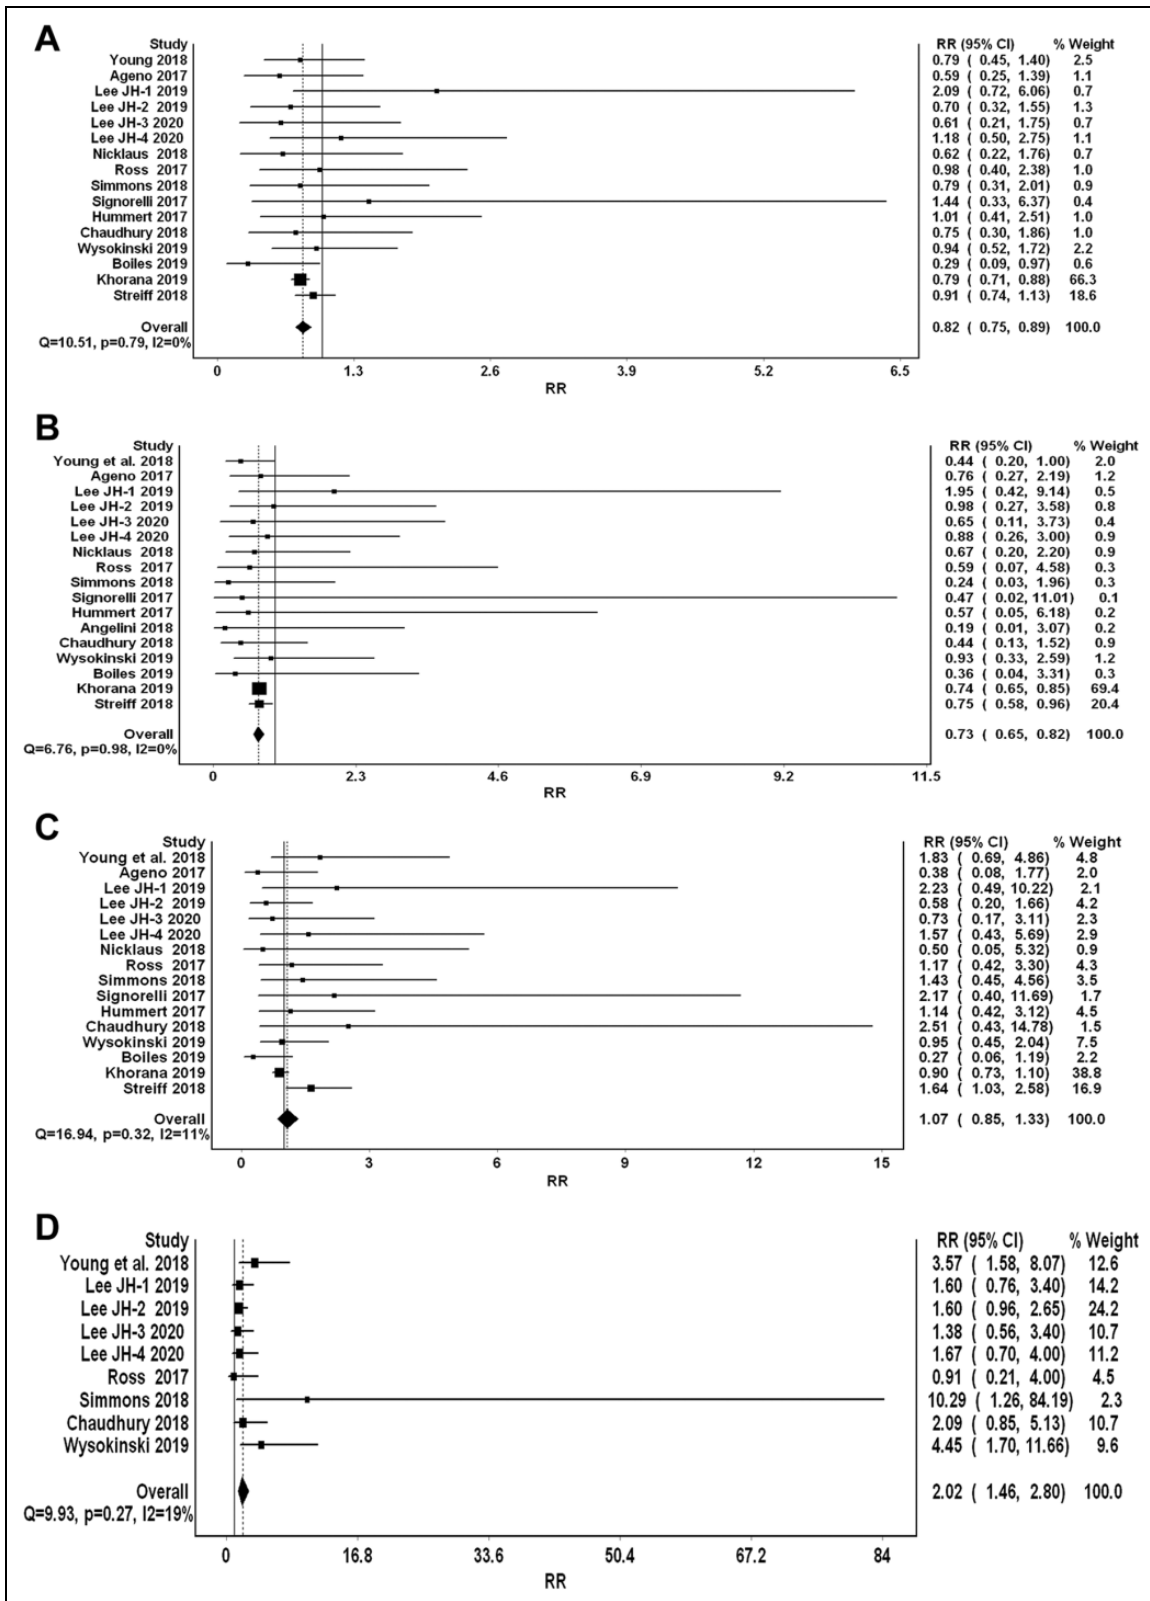 A
Study RR (95% CI) % Weight
Young 2018 0.79 ( 0.45, 1.40) 2.5
Ageno 2017 0.59 ( 0.25, 1.39) 1.1
Lee JH-1 2019 2.09 ( 0.72, 6.06) 0.7
Lee JH-2 2019 0.70 ( 0.32, 1.55) 1.3
Lee JH-3 2020 0.61 ( 0.21, 1.75) 0.7
Lee JH-4 2020 1.18 ( 0.50, 2.75) 1.1
Nicklaus 2018 0.62 ( 0.22, 1.76) 0.7
Ross 2017 0.98 ( 0.40, 2.38) 1.0
Simmons 2018 0.79 ( 0.31, 2.01) 0.9
Signorelli 2017 1.44 ( 0.33, 6.37) 0.4
Hummert 2017 1.01 ( 0.41, 2.51) 1.0
Chaudhury 2018 0.75 ( 0.30, 1.86) 1.0
Wysokinski 2019 0.94 ( 0.52, 1.72) 2.2
Boiles 2019 0.29 ( 0.09, 0.97) 0.6
Khorana 2019 0.79 ( 0.71, 0.88) 66.3
Streiff 2018 0.91 ( 0.74, 1.13) 18.6
Overall 0.82 ( 0.75, 0.89) 100.0
Q=10.51, p=0.79, I2=0%
0 1.3 2.6 3.9 5.2 6.5
RR
B
Study RR (95% CI) % Weight
Young et al. 2018 0.44 ( 0.20, 1.00) 2.0
Ageno 2017 0.76 ( 0.27, 2.19) 1.2
Lee JH-1 2019 1.95 ( 0.42, 9.14) 0.5
Lee JH-2 2019 0.98 ( 0.27, 3.58) 0.8
Lee JH-3 2020 0.65 ( 0.11, 3.73) 0.4
Lee JH-4 2020 0.88 ( 0.26, 3.00) 0.9
Nicklaus 2018 0.67 ( 0.20, 2.20) 0.9
Ross 2017 0.59 ( 0.07, 4.58) 0.3
Simmons 2018 0.24 ( 0.03, 1.96) 0.3
Signorelli 2017 0.47 ( 0.02, 11.01) 0.1
Hummert 2017 0.57 ( 0.05, 6.18) 0.2
Angelini 2018 0.19 ( 0.01, 3.07) 0.2
Chaudhury 2018 0.44 ( 0.13, 1.52) 0.9
Wysokinski 2019 0.93 ( 0.33, 2.59) 1.2
Boiles 2019 0.36 ( 0.04, 3.31) 0.3
Khorana 2019 0.74 ( 0.65, 0.85) 69.4
Streiff 2018 0.75 ( 0.58, 0.96) 20.4
Overall 0.73 ( 0.65, 0.82) 100.0
Q=6.76, p=0.98, I2=0%
0 2.3 4.6 6.9 9.2 11.5
RR
C
Study RR (95% CI) % Weight
Young et al. 2018 1.83 ( 0.69, 4.86) 4.8
Ageno 2017 0.38 ( 0.08, 1.77) 2.0
Lee JH-1 2019 2.23 ( 0.49, 10.22) 2.1
Lee JH-2 2019 0.58 ( 0.20, 1.66) 4.2
Lee JH-3 2020 0.73 ( 0.17, 3.11) 2.3
Lee JH-4 2020 1.57 ( 0.43, 5.69) 2.9
Nicklaus 2018 0.50 ( 0.05, 5.32) 0.9
Ross 2017 1.17 ( 0.42, 3.30) 4.3
Simmons 2018 1.43 ( 0.45, 4.56) 3.5
Signorelli 2017 2.17 ( 0.40, 11.69) 1.7
Hummert 2017 1.14 ( 0.42, 3.12) 4.5
Chaudhury 2018 2.51 ( 0.43, 14.78) 1.5
Wysokinski 2019 0.95 ( 0.45, 2.04) 7.5
Boiles 2019 0.27 ( 0.06, 1.19) 2.2
Khorana 2019 0.90 ( 0.73, 1.10) 38.8
Streiff 2018 1.64 ( 1.03, 2.58) 16.9
Overall 1.07 ( 0.85, 1.33) 100.0
Q=16.94, p=0.32, I2=11%
0 3 6 9 12 15
RR
D
Study RR (95% CI) % Weight
Young et al. 2018 3.57 ( 1.58, 8.07) 12.6
Lee JH-1 2019 1.60 ( 0.76, 3.40) 14.2
Lee JH-2 2019 1.60 ( 0.96, 2.65) 24.2
Lee JH-3 2020 1.38 ( 0.56, 3.40) 10.7
Lee JH-4 2020 1.67 ( 0.70, 4.00) 11.2
Ross 2017 0.91 ( 0.21, 4.00) 4.5
Simmons 2018 10.29 ( 1.26, 84.19) 2.3
Chaudhury 2018 2.09 ( 0.85, 5.13) 10.7
Wysokinski 2019 4.45 ( 1.70, 11.66) 9.6
Overall 2.02 ( 1.46, 2.80) 100.0
Q=9.93, p=0.27, I2=19%
0 16.8 33.6 50.4 67.2 84
RR